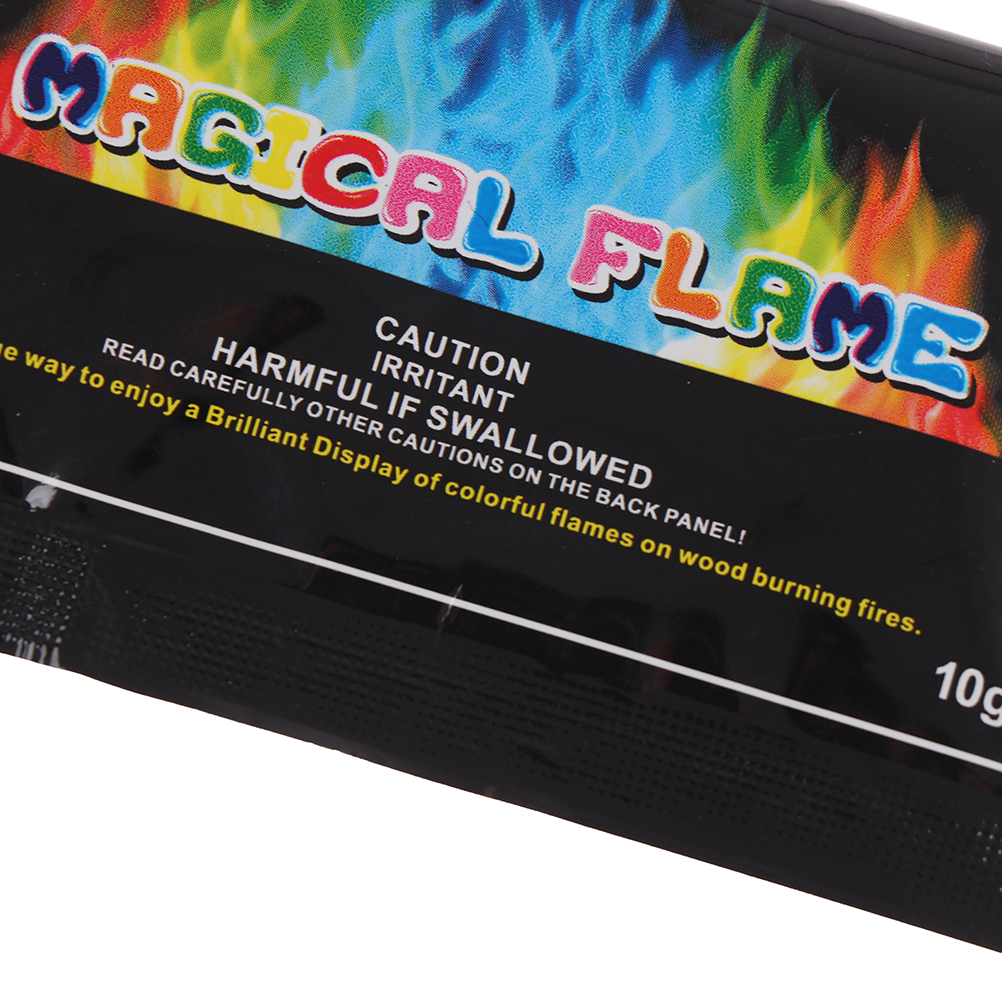 MAGICAL FLAME
CAUTION
IRRITANT
HARMFUL IF SWALLOWED
READ CAREFULLY OTHER CAUTIONS ON THE BACK PANEL!
way to enjoy a Brilliant Display of colorful flames on wood burning fires.
10g